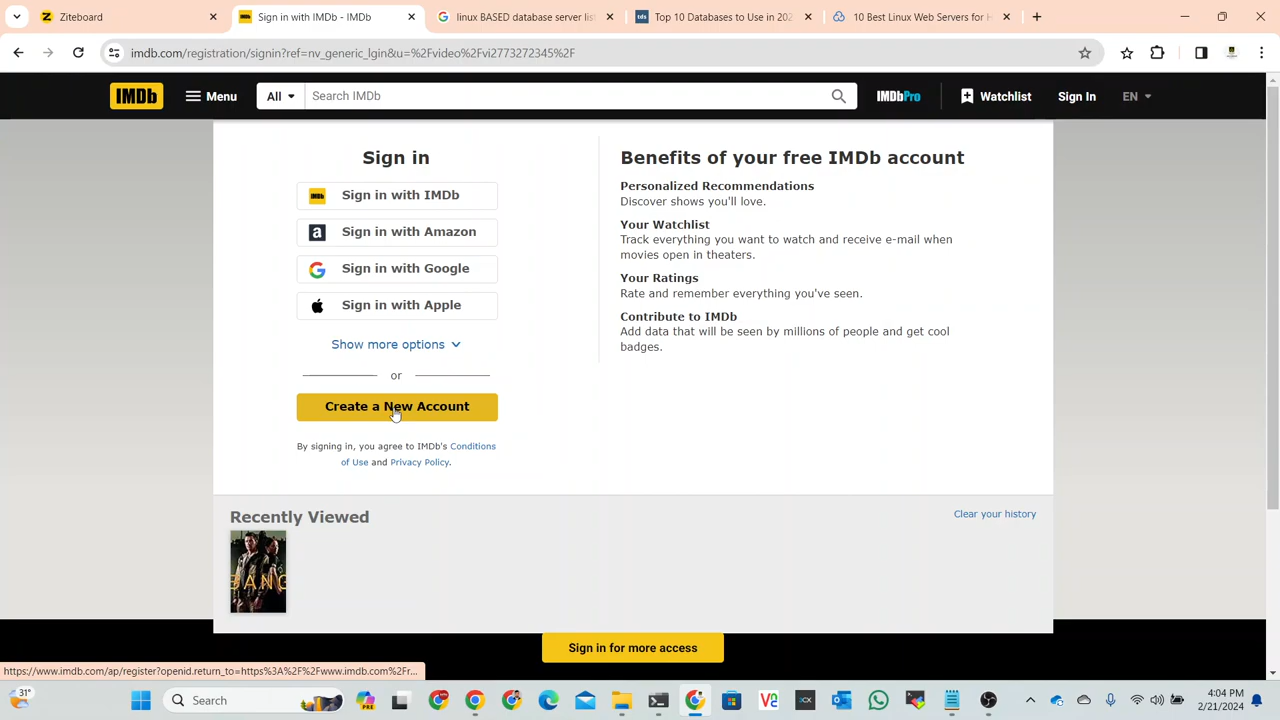 Ziteboard
Sign in with IMDb - IMDb
linux BASED database server list
Top 10 Databases to Use in 202
10 Best Linux Web Servers for H
imdb.com/registration/signin?ref=nv_generic_lgin&u=%2Fvideo%2Fvi2773272345%2F
IMDb
Menu
All
Search IMDb
IMDbPro
Watchlist
Sign In
EN
Sign in
Sign in with IMDb
Sign in with Amazon
Sign in with Google
Sign in with Apple
Show more options
or
Create a New Account
By signing in, you agree to IMDb's Conditions
of Use and Privacy Policy.
Benefits of your free IMDb account
Personalized Recommendations
Discover shows you'll love.
Your Watchlist
Track everything you want to watch and receive e-mail when
movies open in theaters.
Your Ratings
Rate and remember everything you've seen.
Contribute to IMDb
Add data that will be seen by millions of people and get cool
badges.
Recently Viewed
Clear your history
Sign in for more access
https://www.imdb.com/ap/register?openid.return_to=https%3A%2F%2Fwww.imdb.com%2Fr...
31°
Search
4:04 PM
2/21/2024